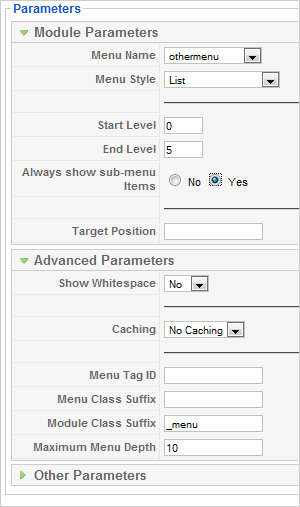 Parameters
Module Parameters
Menu Name othermenu
Menu Style List
Start Level 0
End Level 5
Always show sub-menu
Items No Yes
Target Position
Advanced Parameters
Show Whitespace No
Caching No Caching
Menu Tag ID
Menu Class Suffix
Module Class Suffix _menu
Maximum Menu Depth 10
Other Parameters